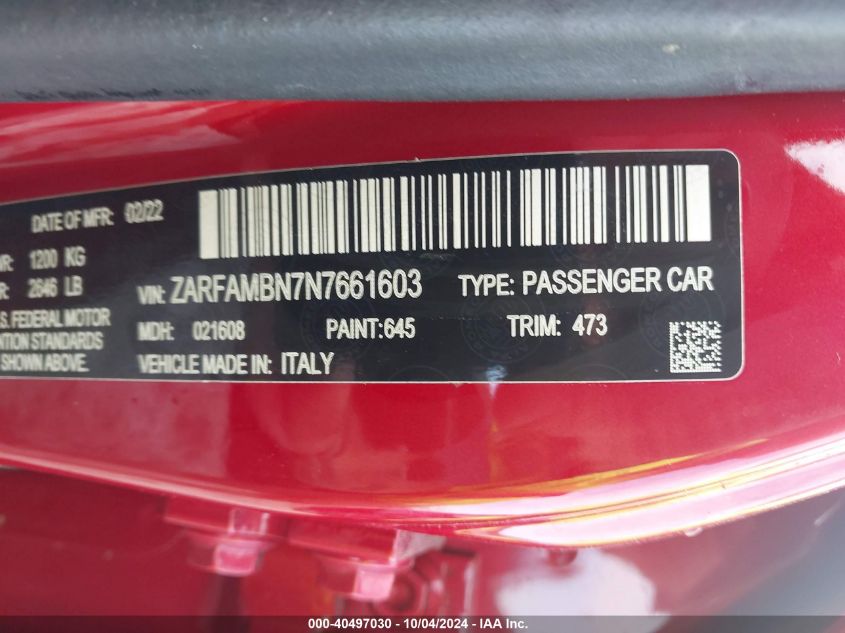 DATE OF MFR: 02/22
1200 KG
2646 LB
FEDERAL MOTOR
STANDARDS
SHOWN ABOVE.
VIN: ZARFAMBN7N7661603 TYPE: PASSENGER CAR
MDH: 021608 PAINT:645 TRIM: 473
VEHICLE MADE IN: ITALY
000-40497030 - 10/04/2024 - IAA Inc.